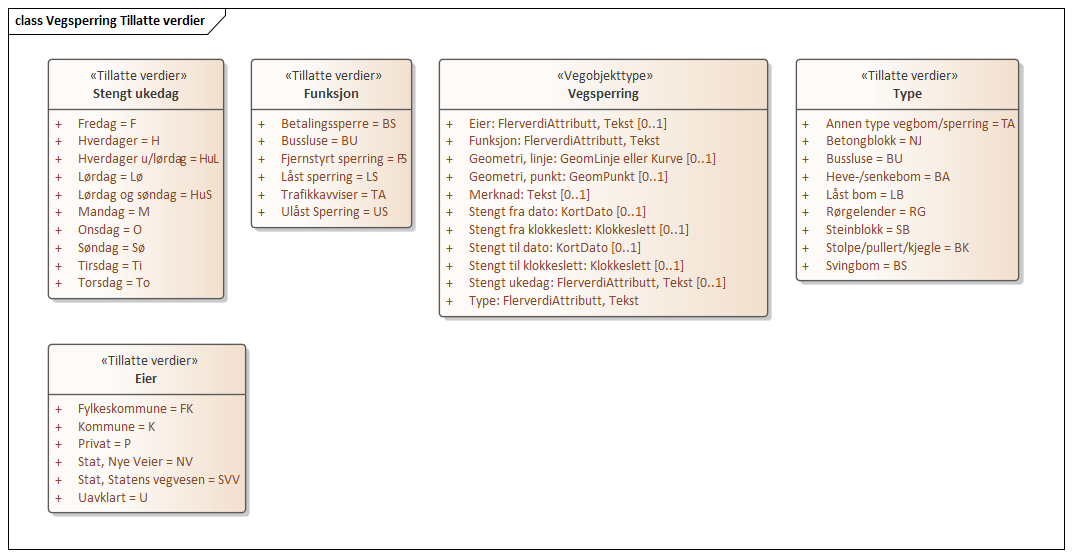 class Vegsperring Tillatte verdier
«Tillatte verdier»
Stengt ukedag
+ Fredag = F
+ Hverdager = H
+ Hverdager u/lørdag = HuL
+ Lørdag = Lø
+ Lørdag og søndag = HuS
+ Mandag = M
+ Onsdag = O
+ Søndag = Sø
+ Tirsdag = Ti
+ Torsdag = To
«Tillatte verdier»
Funksjon
+ Betalingssperre = BS
+ Bussluse = BU
+ Fjernstyrt sperring = FS
+ Låst sperring = LS
+ Trafikkavviser = TA
+ Ulåst Sperring = US
«Vegobjekttype»
Vegsperring
+ Eier: FlerverdiAttributt, Tekst [0..1]
+ Funksjon: FlerverdiAttributt, Tekst
+ Geometri, linje: GeomLinje eller Kurve [0..1]
+ Geometri, punkt: GeomPunkt [0..1]
+ Merknad: Tekst [0..1]
+ Stengt fra dato: KortDato [0..1]
+ Stengt fra klokkeslett: Klokkeslett [0..1]
+ Stengt til dato: KortDato [0..1]
+ Stengt til klokkeslett: Klokkeslett [0..1]
+ Stengt ukedag: FlerverdiAttributt, Tekst [0..1]
+ Type: FlerverdiAttributt, Tekst
«Tillatte verdier»
Type
+ Annen type vegbom/sperring = TA
+ Betongblokk = NJ
+ Bussluse = BU
+ Heve-/senkebom = BA
+ Låst bom = LB
+ Rørgelender = RG
+ Steinblokk = SB
+ Stolpe/pullert/kjegle = BK
+ Svingbom = BS
«Tillatte verdier»
Eier
+ Fylkeskommune = FK
+ Kommune = K
+ Privat = P
+ Stat, Nye Veier = NV
+ Stat, Statens vegvesen = SVV
+ Uavklart = U